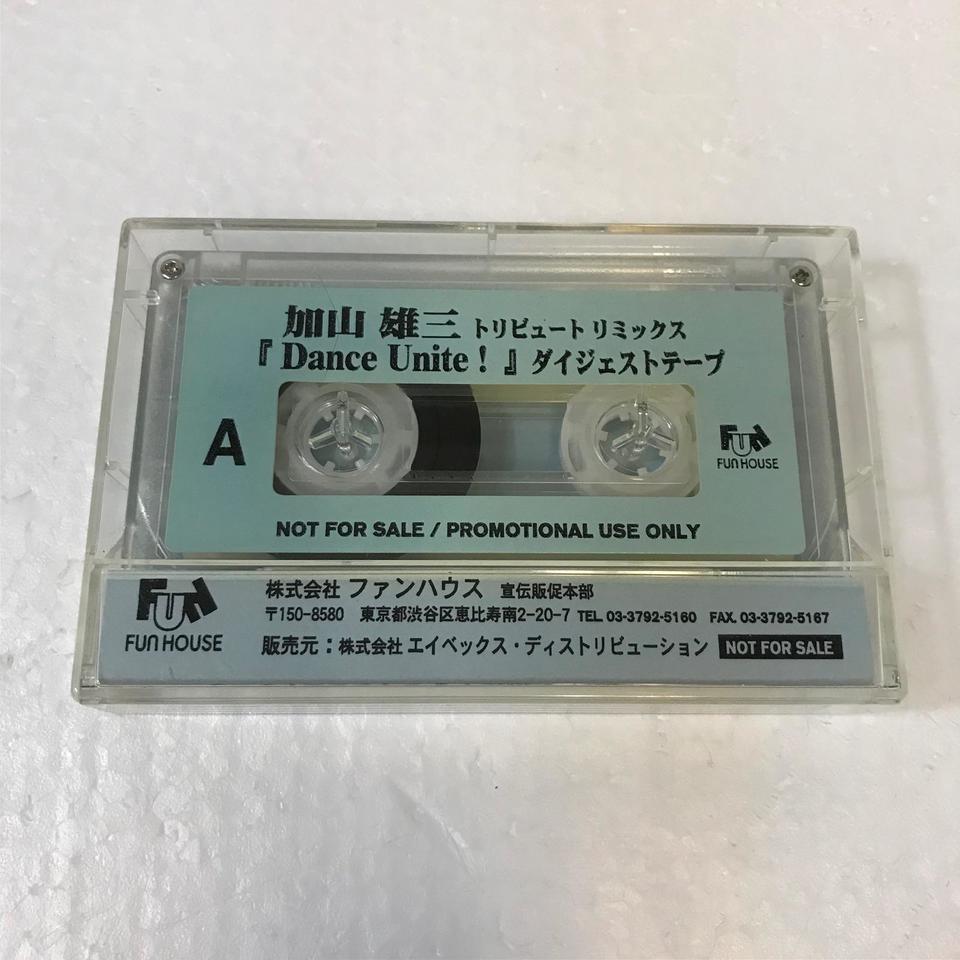 加山 雄三 トリビュート リミックス
『 Dance Unite ! 』 ダイジェストテープ
A
FUN
FUN HOUSE
NOT FOR SALE / PROMOTIONAL USE ONLY
FUN
FUN HOUSE
株式会社 ファンハウス 宣伝販促本部
〒150-8580 東京都渋谷区恵比寿南2-20-7 TEL 03-3792-5160 FAX. 03-3792-5167
販売元：株式会社 エイベックス・ディストリビューション NOT FOR SALE